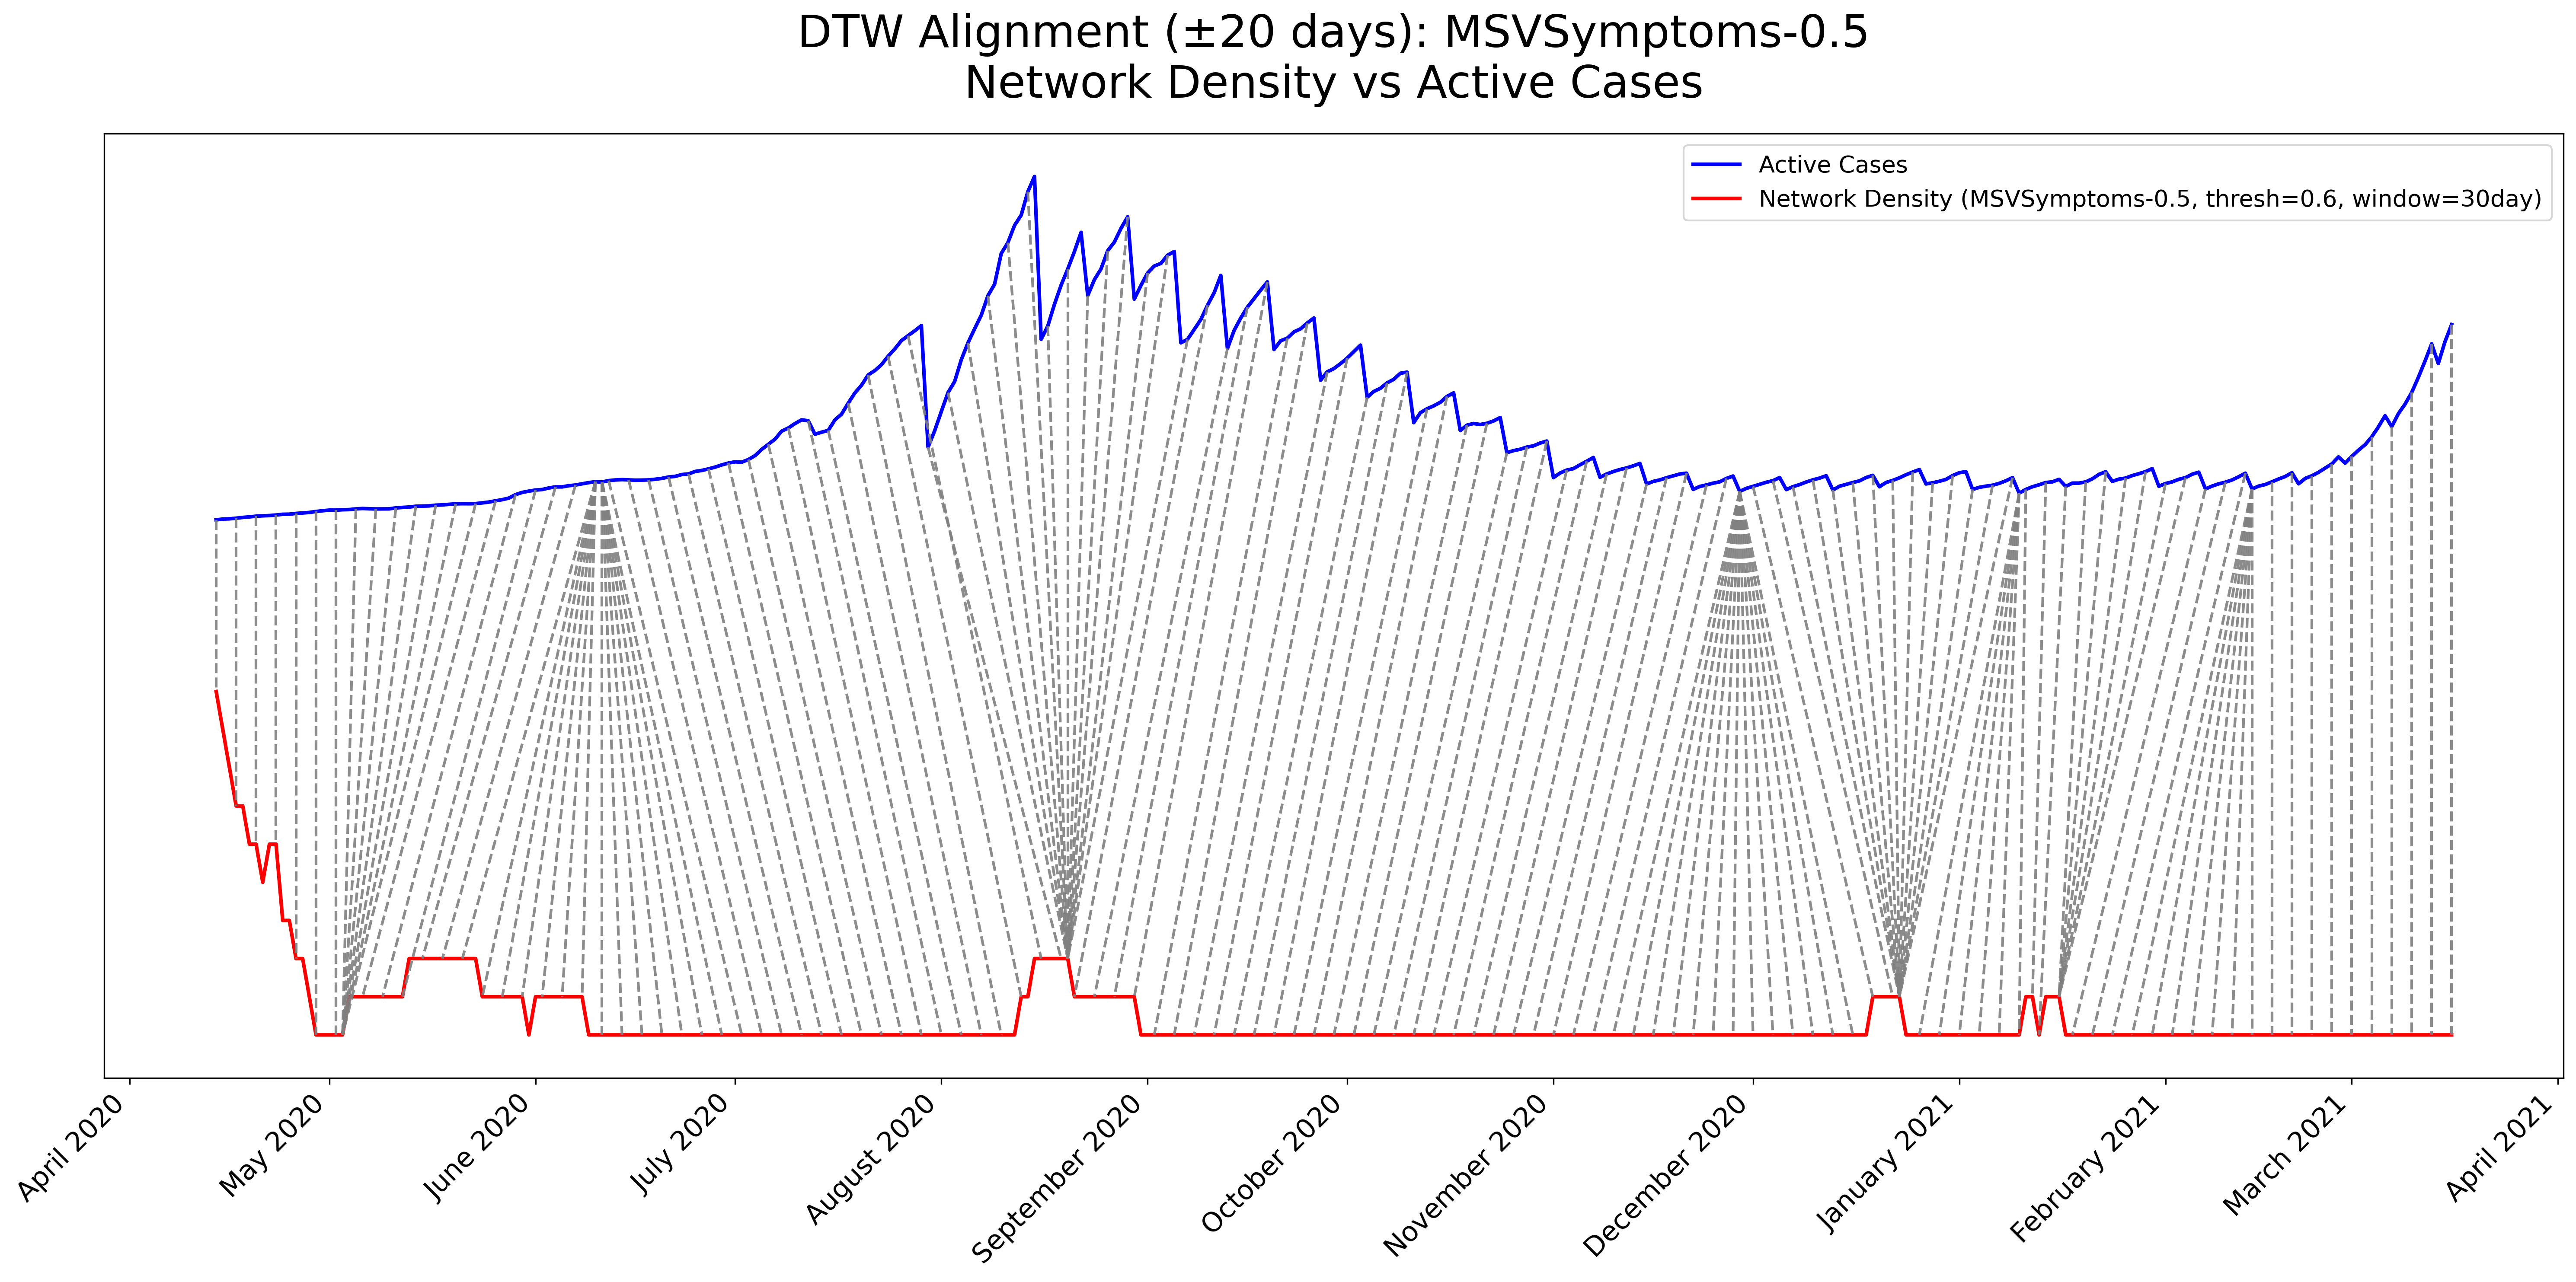 DTW Alignment (±20 days): MSVSymptoms-0.5
Network Density vs Active Cases
Active Cases
Network Density (MSVSymptoms-0.5, thresh=0.6, window=30day)
April 2020
May 2020
June 2020
July 2020
August 2020
September 2020
October 2020
November 2020
December 2020
January 2021
February 2021
March 2021
April 2021